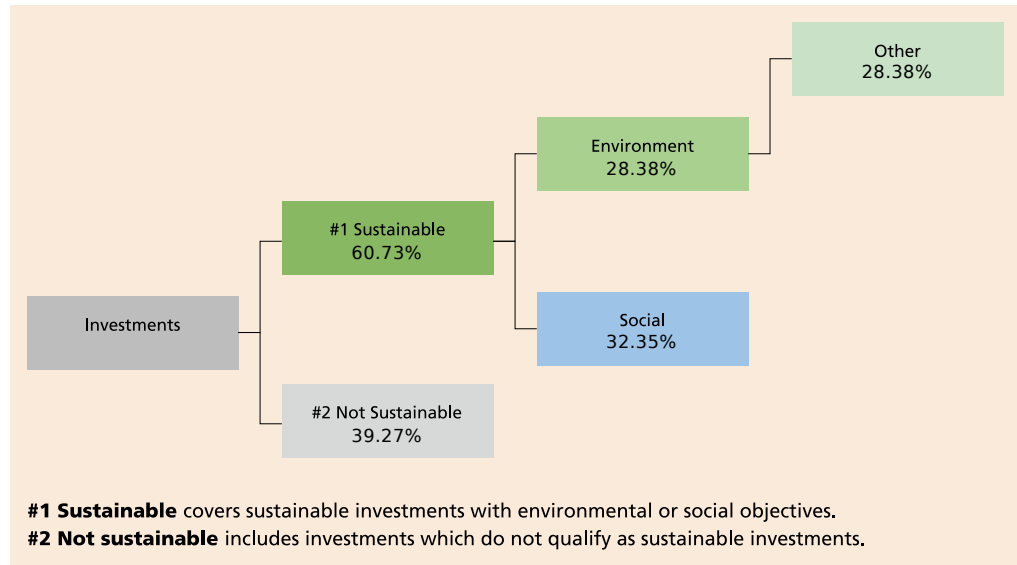 Other
28.38%
Environment
28.38%
#1 Sustainable
60.73%
Investments
Social
32.35%
#2 Not Sustainable
39.27%
#1 Sustainable covers sustainable investments with environmental or social objectives.
#2 Not sustainable includes investments which do not qualify as sustainable investments.